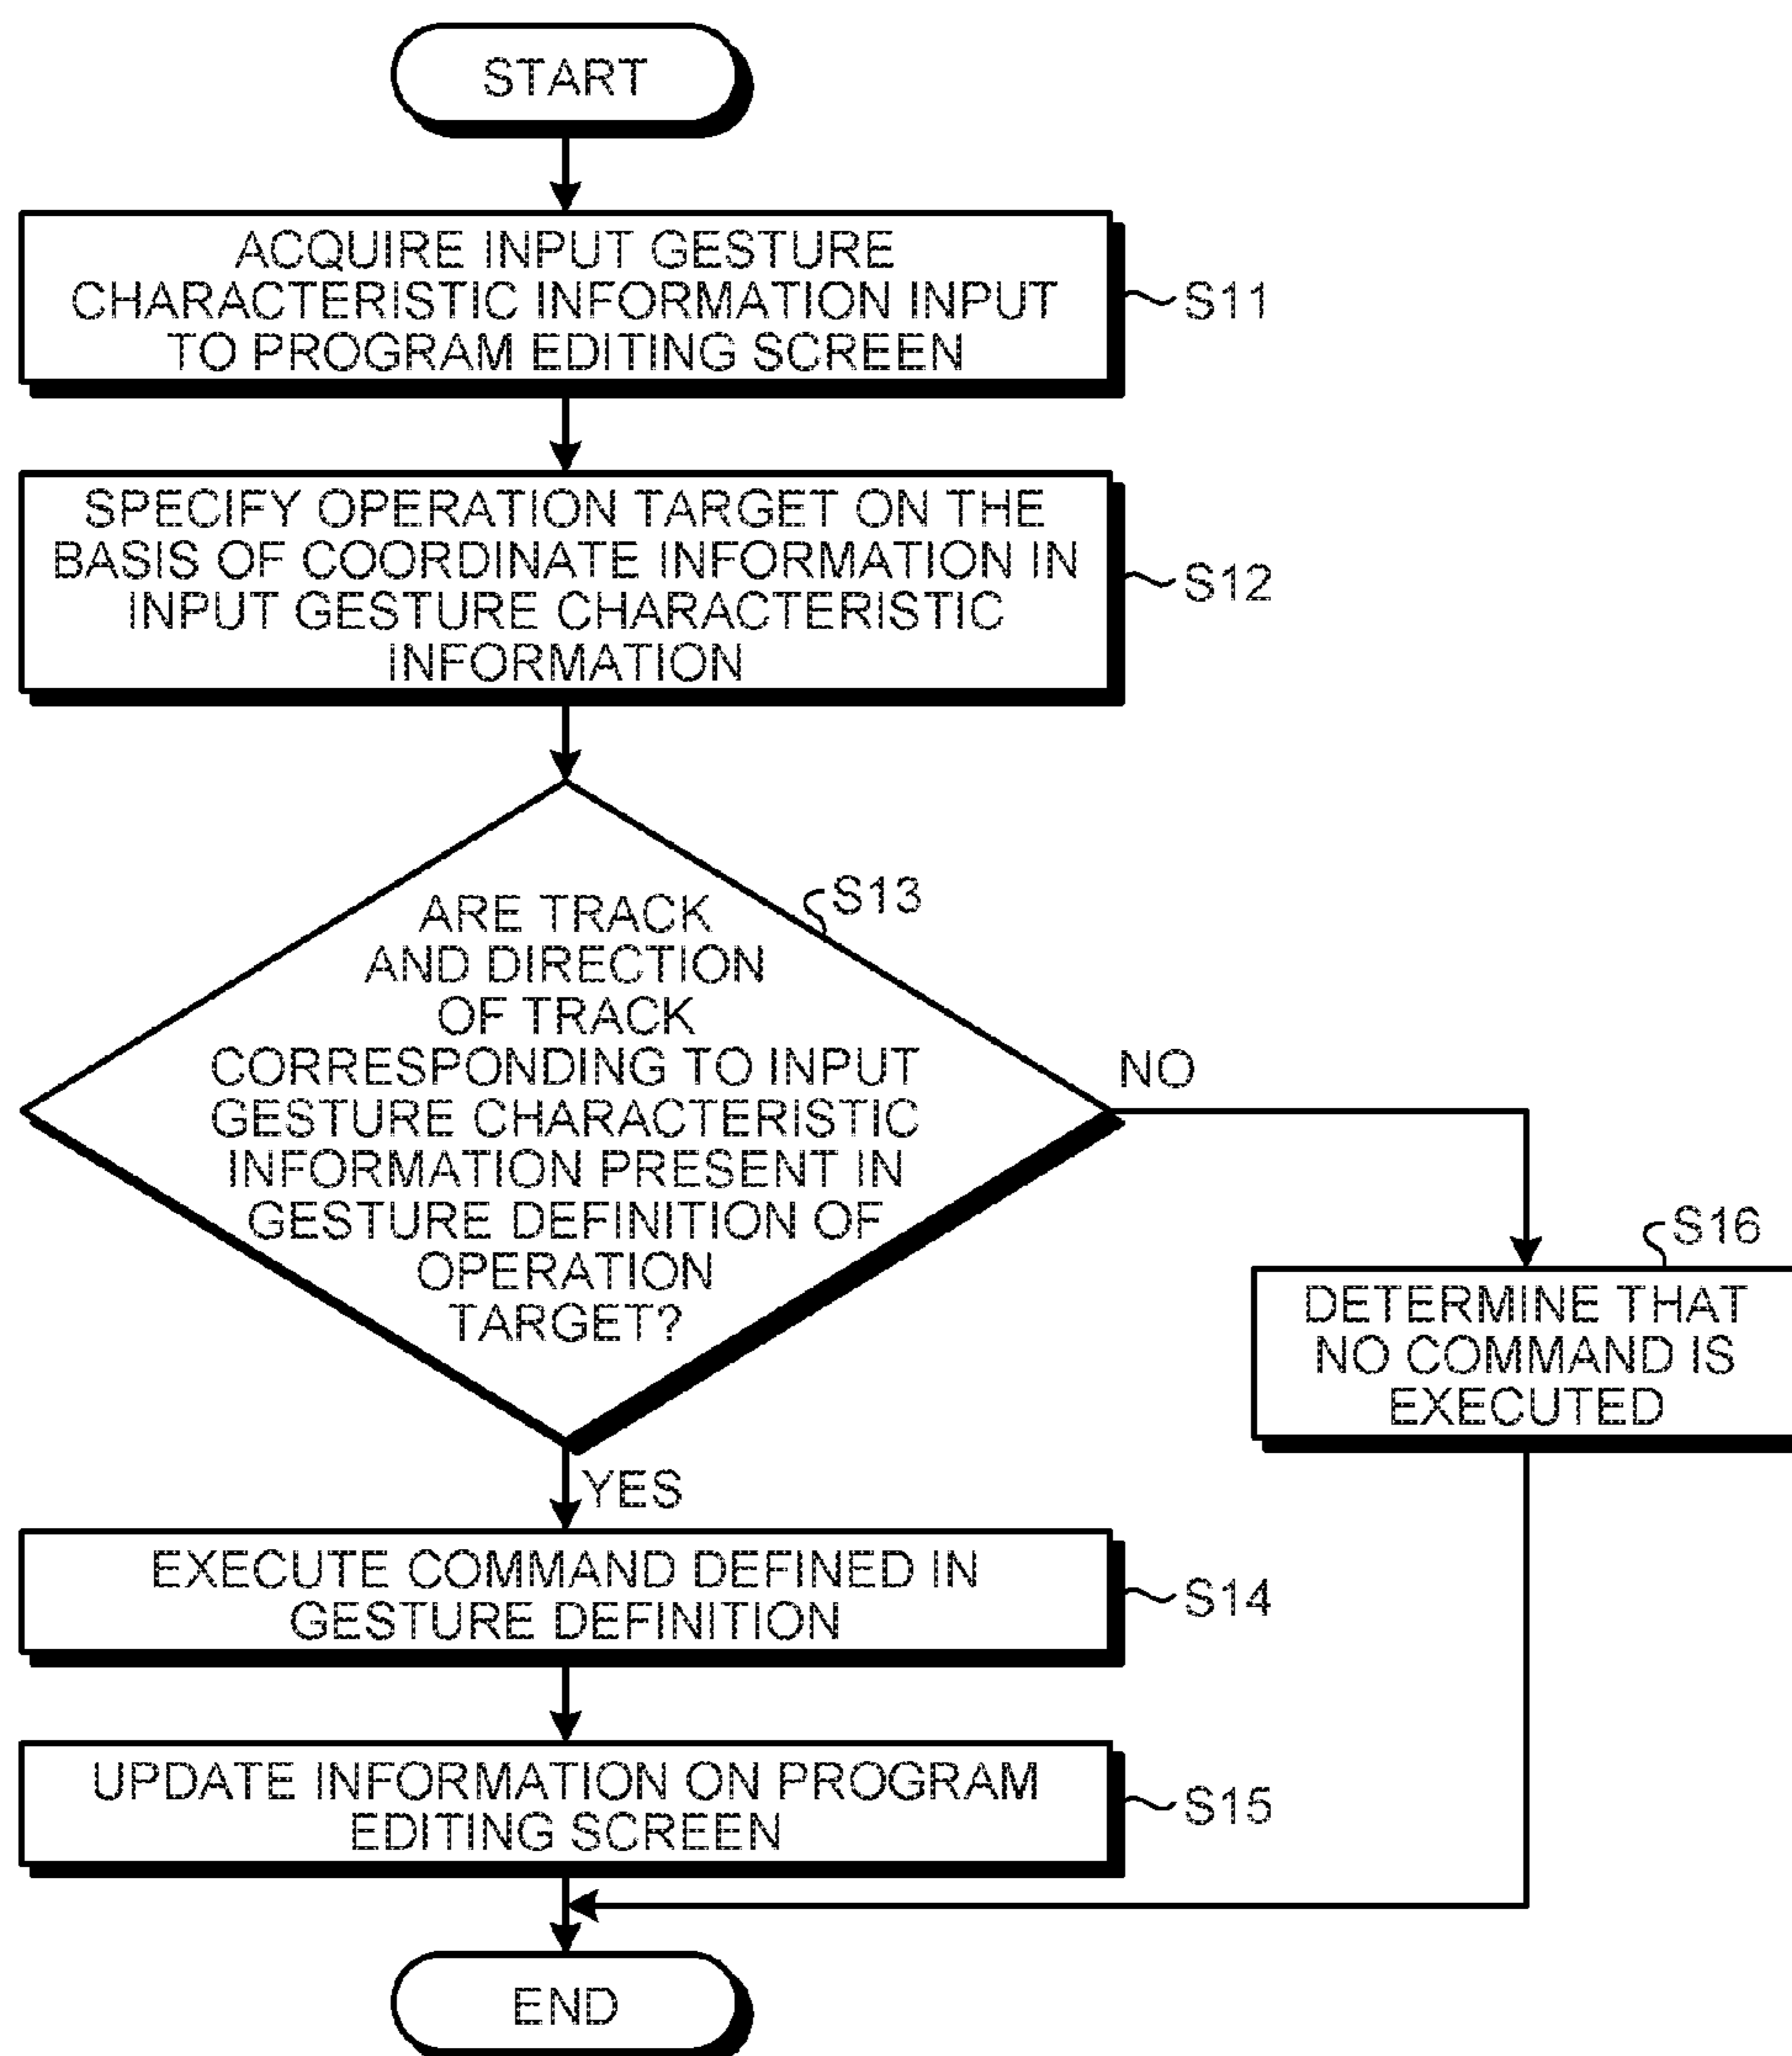 START
ACQUIRE INPUT GESTURE
CHARACTERISTIC INFORMATION INPUT
TO PROGRAM EDITING SCREEN
S11
SPECIFY OPERATION TARGET ON THE
BASIS OF COORDINATE INFORMATION IN
INPUT GESTURE CHARACTERISTIC
INFORMATION
S12
ARE TRACK
AND DIRECTION
OF TRACK
CORRESPONDING TO INPUT
GESTURE CHARACTERISTIC
INFORMATION PRESENT IN
GESTURE DEFINITION OF
OPERATION
TARGET?
S13
NO
S16
DETERMINE THAT
NO COMMAND IS
EXECUTED
YES
EXECUTE COMMAND DEFINED IN
GESTURE DEFINITION
S14
UPDATE INFORMATION ON PROGRAM
EDITING SCREEN
S15
END